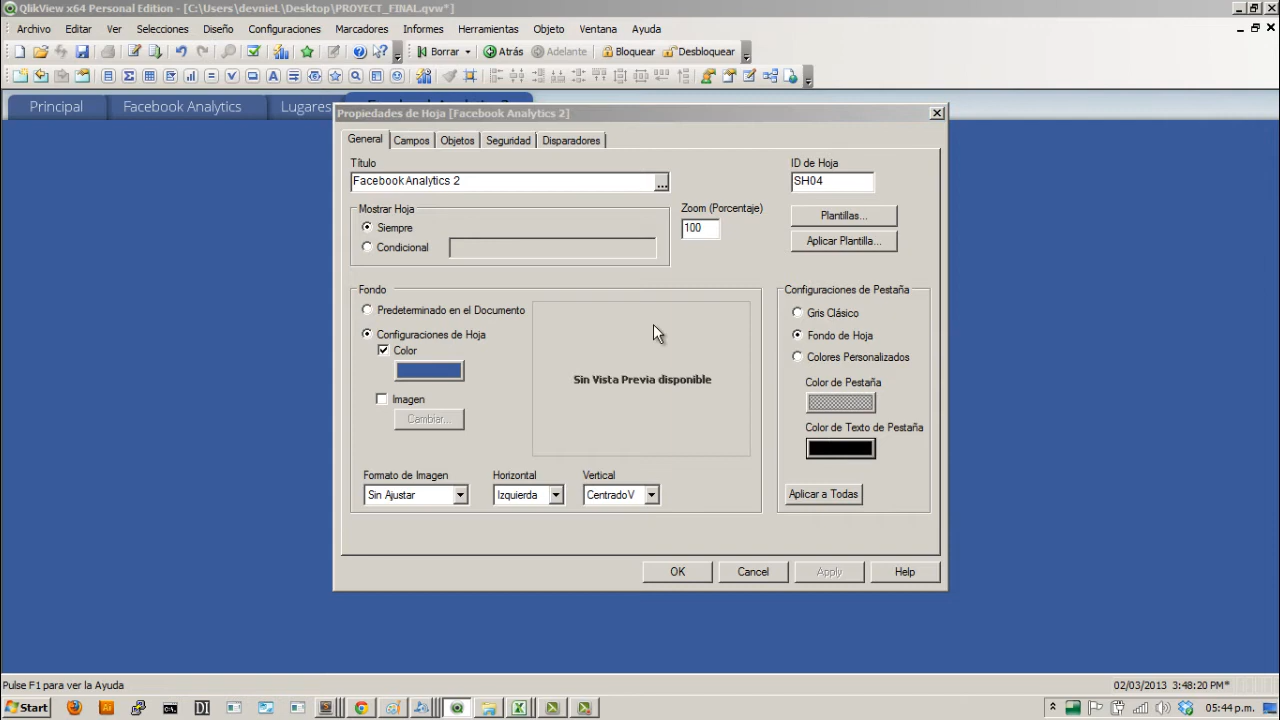 QlikView x64 Personal Edition - [C:\Users\devniet\Desktop\PROYECT_FINAL.qvw*]
Archivo Editar Ver Selecciones Diseño Configuraciones Marcadores Informes Herramientas Objeto Ventana Ayuda
Borrar Atrás Adelante Bloquear Desbloquear
Principal Facebook Analytics Lugares
Propiedades de Hoja [Facebook Analytics 2]
General Campos Objetos Seguridad Disparadores
Título ID de Hoja
Facebook Analytics 2 ... SH04
Mostrar Hoja Zoom (Porcentaje) Plantillas...
Siempre 100
Condicional Aplicar Plantilla...
Fondo Configuraciones de Pestaña
Predeterminado en el Documento Gris Clásico
Configuraciones de Hoja Fondo de Hoja
Color Colores Personalizados
Sin Vista Previa disponible Color de Pestaña
Imagen
Cambiar... Color de Texto de Pestaña
Formato de Imagen Horizontal Vertical
Sin Ajustar Izquierda CentradoV Aplicar a Todas
OK Cancel Apply Help
Pulse F1 para ver la Ayuda 02/03/2013 3:48:20 PM*
Start DI 05:44 p.m.